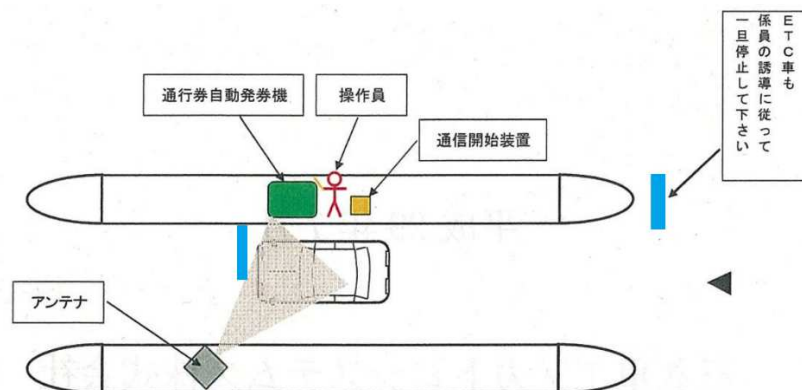 ETC車も
係員の誘導に従って
一旦停止して下さい
通行券自動発券機
操作員
通信開始装置
アンテナ